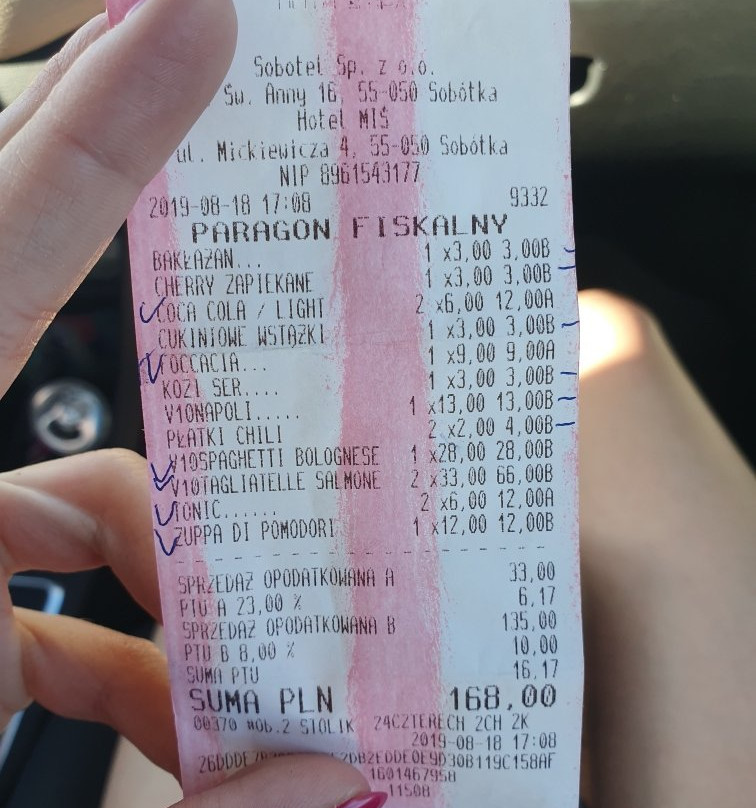 Sobotel Sp. z o.o.
Św. Anny 16, 55-050 Sobótka
Hotel MIŚ
ul. Mickiewicza 4, 55-050 Sobótka
NIP 8961543177
2019-08-18 17:08 9332
PARAGON FISKALNY
BAKŁAŻAN... 1 x3,00 3,00B
CHERRY ZAPIEKANE 1 x3,00 3,00B
COCA COLA / LIGHT 2 x6,00 12,00A
CUKINIOWE WSTĄŻKI 1 x3,00 3,00B
FOCCACIA... 1 x9,00 9,00A
KOZI SER.... 1 x3,00 3,00B
V10NAPOLI..... 1 x13,00 13,00B
PŁATKI CHILI 2 x2,00 4,00B
V10SPAGHETTI BOLOGNESE 1 x28,00 28,00B
V10TAGLIATELLE SALMONE 2 x33,00 66,00B
TONIC...... 2 x6,00 12,00A
ZUPPA DI POMODORI 1 x12,00 12,00B
SPRZEDAŻ OPODATKOWANA A 33,00
PTU A 23,00 % 6,17
SPRZEDAŻ OPODATKOWANA B 135,00
PTU B 8,00 % 10,00
SUMA PTU 16,17
SUMA PLN 168,00
00370 #Ob.2 STOLIK 24CZTERECH 2CH 2K
2019-08-18 17:08
1601467958
11508